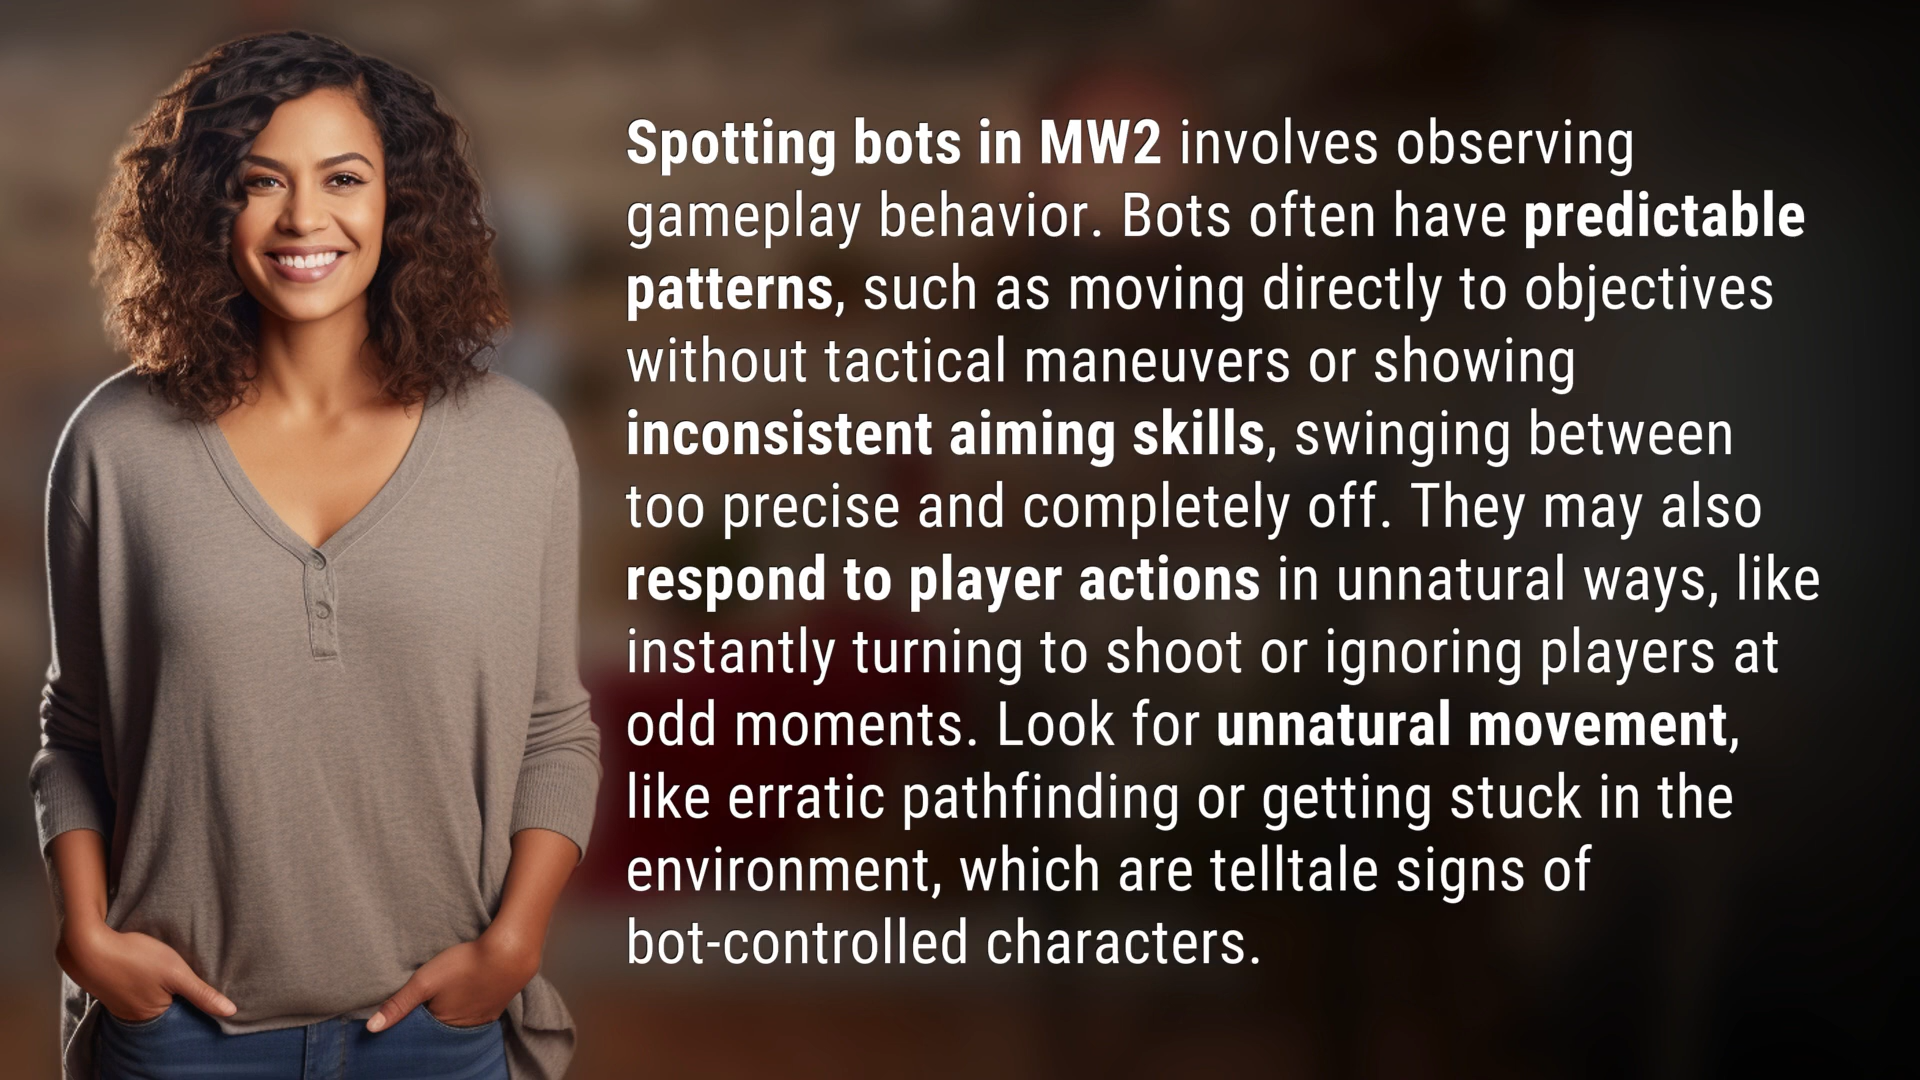 Spotting bots in MW2 involves observing
gameplay behavior. Bots often have predictable
patterns, such as moving directly to objectives
without tactical maneuvers or showing
inconsistent aiming skills, swinging between
too precise and completely off. They may also
respond to player actions in unnatural ways, like
instantly turning to shoot or ignoring players at
odd moments. Look for unnatural movement,
like erratic pathfinding or getting stuck in the
environment, which are telltale signs of
bot-controlled characters.